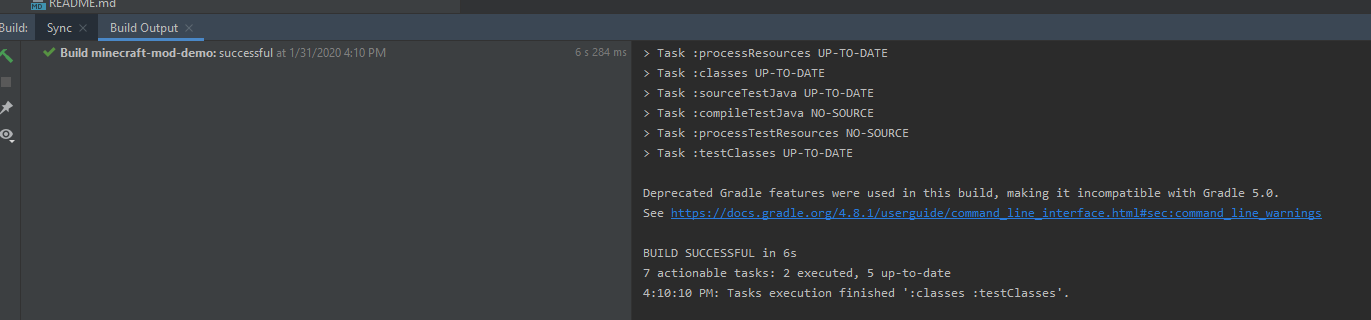 README.md
Build: Sync × Build Output ×
Build minecraft-mod-demo: successful at 1/31/2020 4:10 PM 6 s 284 ms
> Task :processResources UP-TO-DATE
> Task :classes UP-TO-DATE
> Task :sourceTestJava UP-TO-DATE
> Task :compileTestJava NO-SOURCE
> Task :processTestResources NO-SOURCE
> Task :testClasses UP-TO-DATE
Deprecated Gradle features were used in this build, making it incompatible with Gradle 5.0.
See https://docs.gradle.org/4.8.1/userguide/command_line_interface.html#sec:command_line_warnings
BUILD SUCCESSFUL in 6s
7 actionable tasks: 2 executed, 5 up-to-date
4:10:10 PM: Tasks execution finished ':classes :testClasses'.